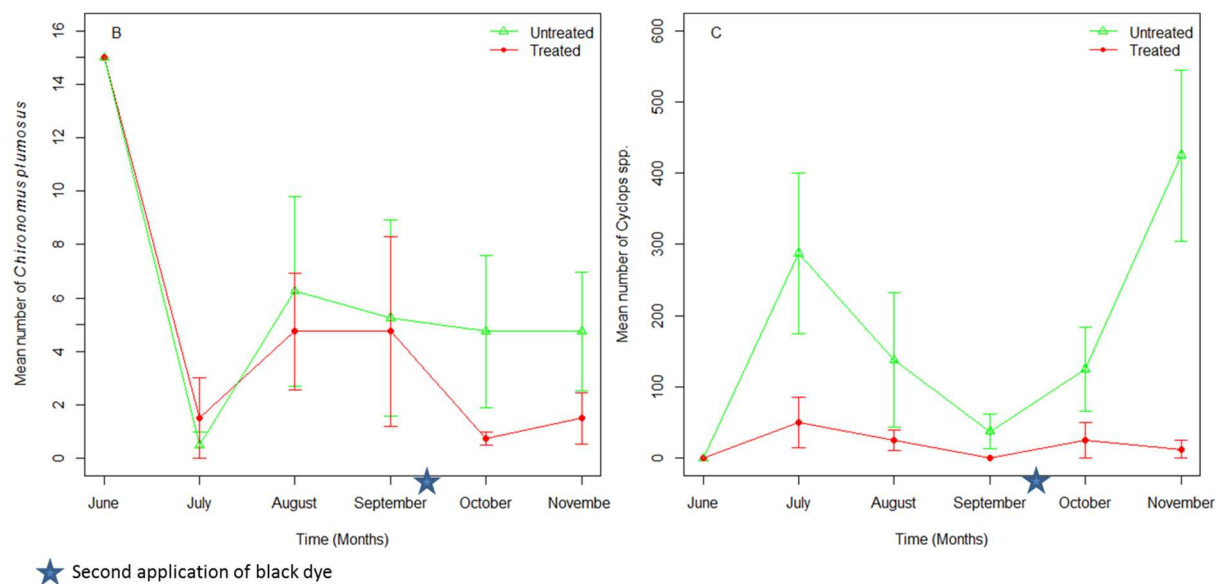 B
Untreated
Treated
16
14
12
10
8
6
4
2
0
Mean number of Chironomus plumosus
June
July
August
September
October
Novembe
Time (Months)
C
Untreated
Treated
600
500
400
300
200
100
0
Mean number of Cyclops spp.
June
July
August
September
October
November
Time (Months)
Second application of black dye